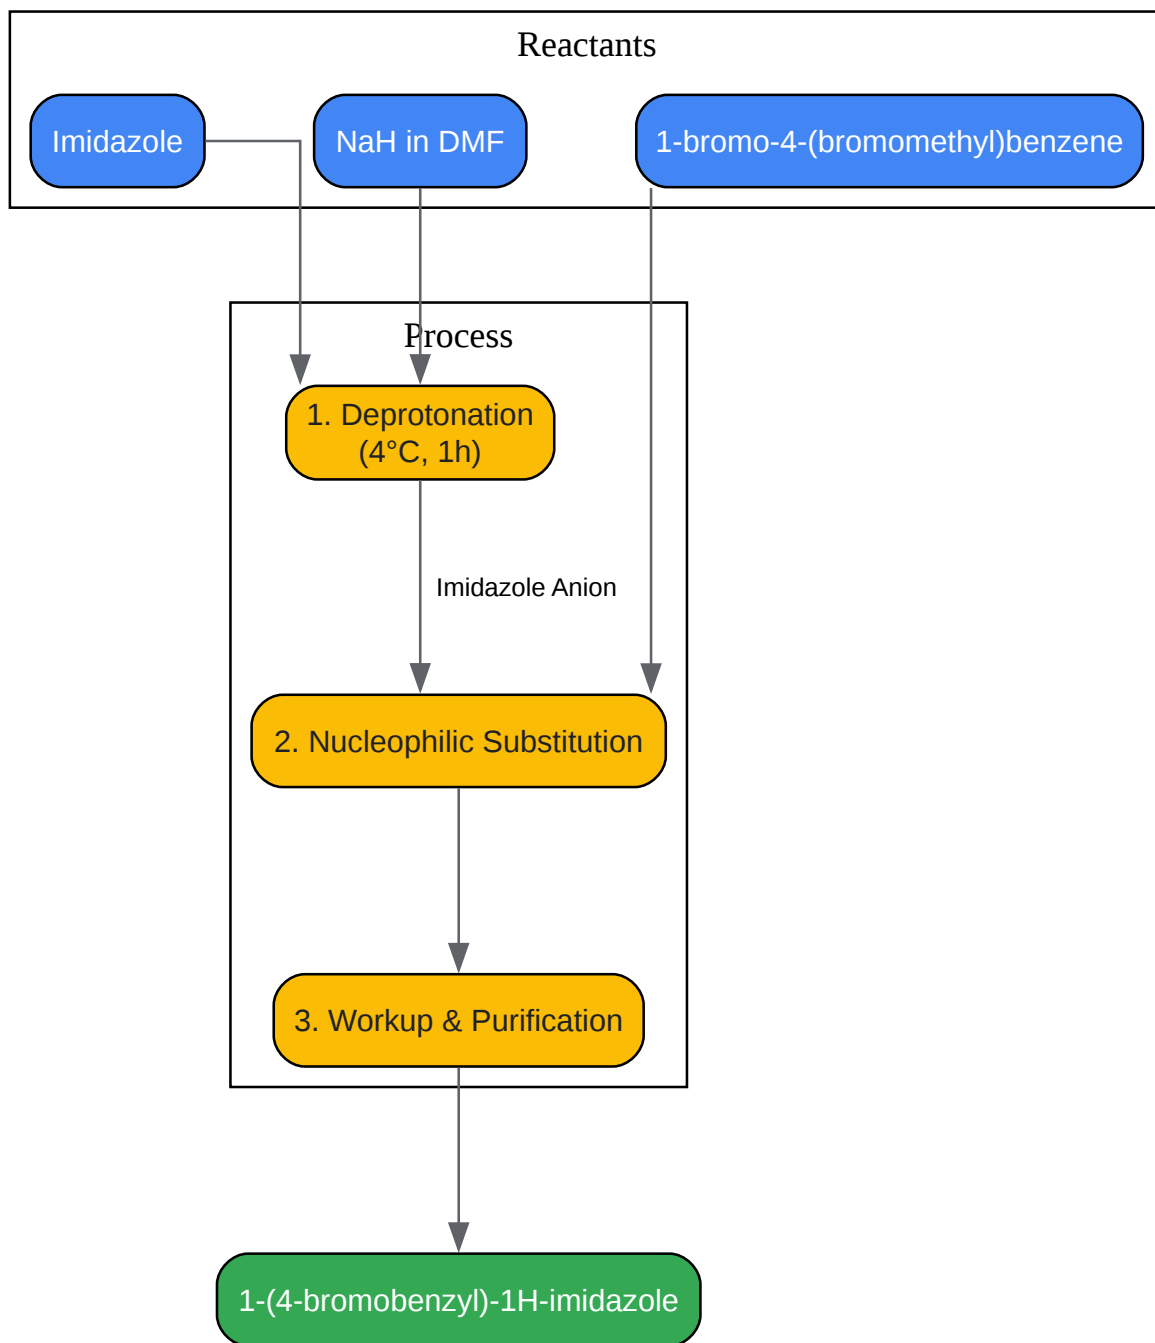 Reactants
Imidazole
NaH in DMF
1-bromo-4-(bromomethyl)benzene
Process
1. Deprotonation
(4°C, 1h)
Imidazole Anion
2. Nucleophilic Substitution
3. Workup & Purification
1-(4-bromobenzyl)-1H-imidazole